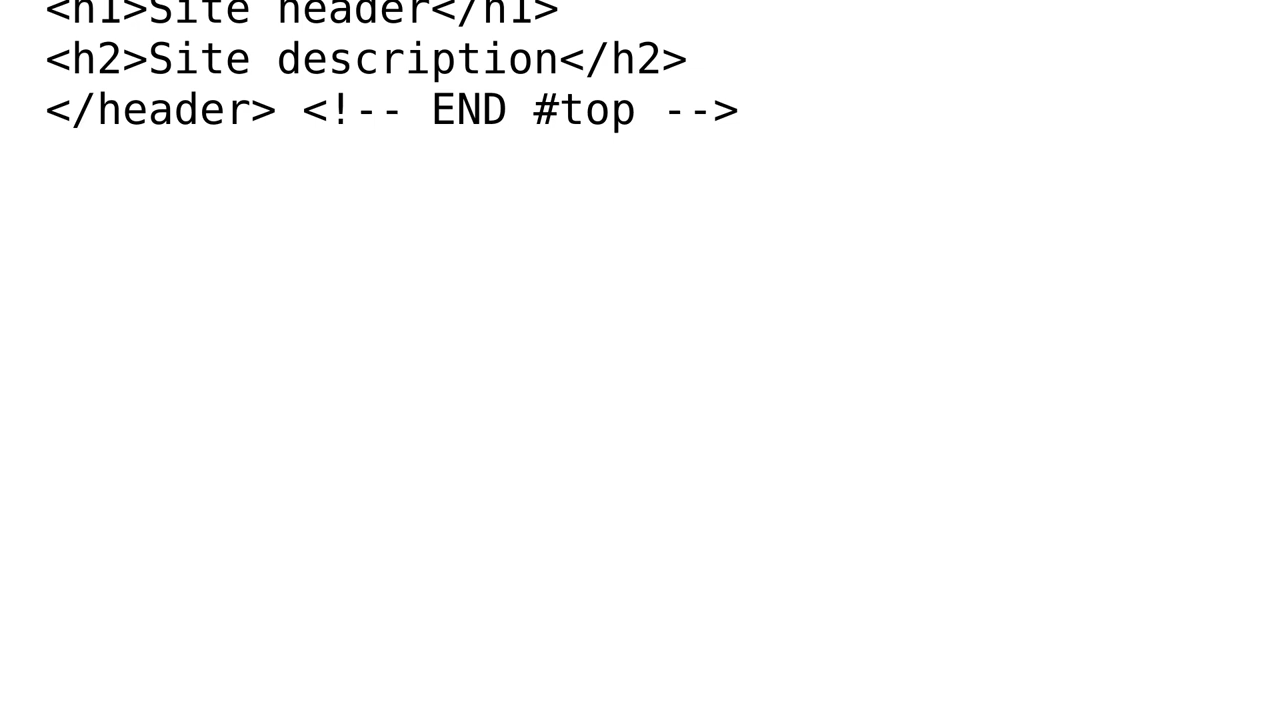 <h1>Site header</h1>
<h2>Site description</h2>
</header> <!-- END #top -->